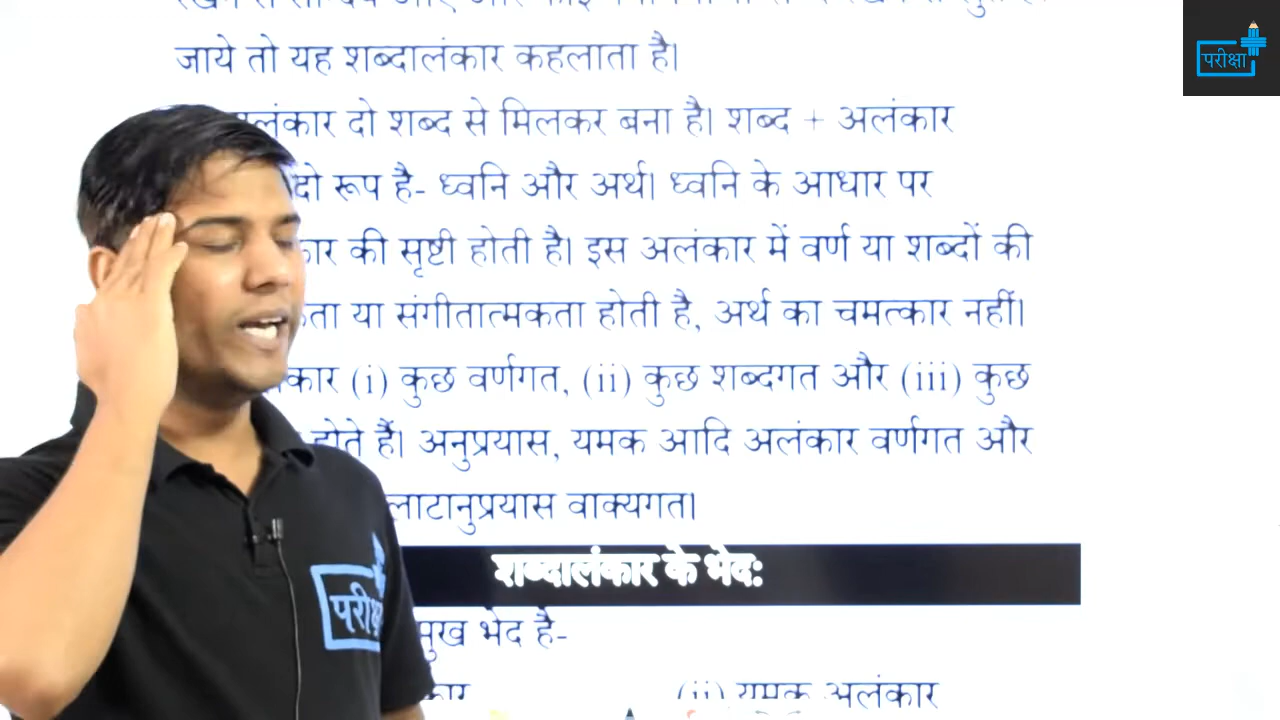 जाये तो यह शब्दालंकार कहलाता है।
परीक्षा
दो शब्द से मिलकर बना है। शब्द + अलंकार
दो रूप है- ध्वनि और अर्थ। ध्वनि के आधार पर
की सृष्टी होती है। इस अलंकार में वर्ण या शब्दों की
या संगीतात्मकता होती है, अर्थ का चमत्कार नहीं।
(i) कुछ वर्णगत, (ii) कुछ शब्दगत और (iii) कुछ
होते हैं। अनुप्रयास, यमक आदि अलंकार वर्णगत और
लाटानुप्रयास वाक्यगत।
शब्दालंकार के भेद:
भेद है-
(ii) यमक अलंकार
परीक्षा